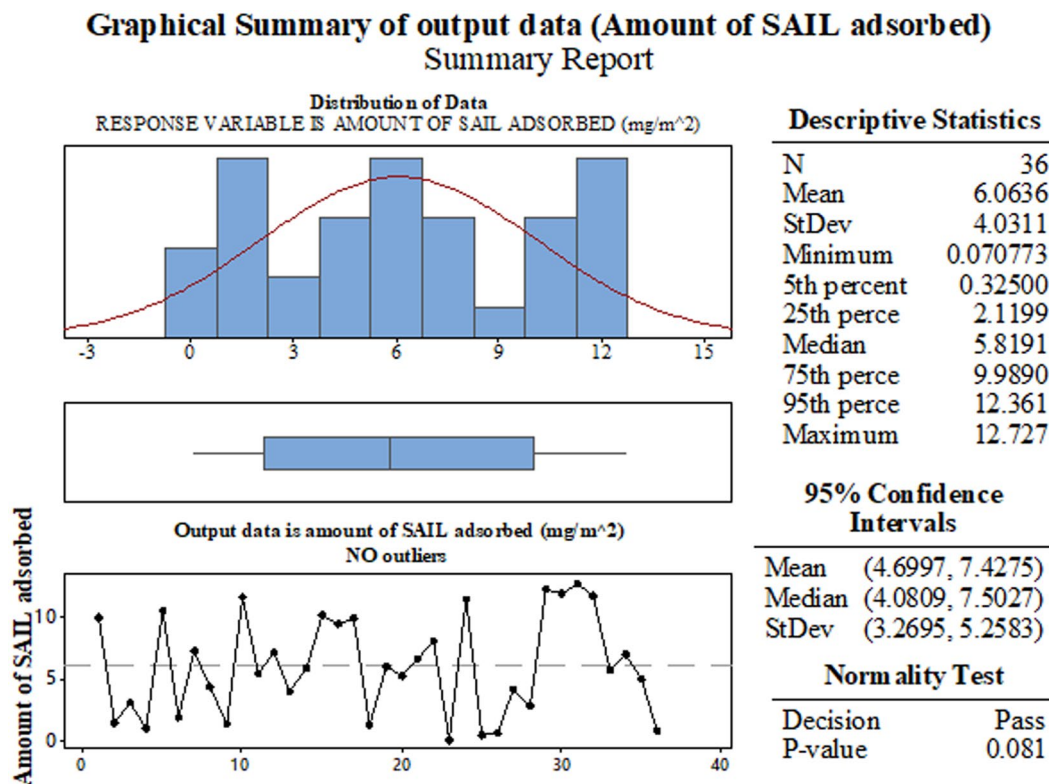 Graphical Summary of output data (Amount of SAIL adsorbed)
Summary Report
Distribution of Data
RESPONSE VARIABLE IS AMOUNT OF SAIL ADSORBED (mg/m^2)
-3 0 3 6 9 12 15
Output data is amount of SAIL adsorbed (mg/m^2)
NO outliers
Amount of SAIL adsorbed
10
5
0
0 10 20 30 40
Descriptive Statistics
N 36
Mean 6.0636
StDev 4.0311
Minimum 0.070773
5th percent 0.32500
25th perce 2.1199
Median 5.8191
75th perce 9.9890
95th perce 12.361
Maximum 12.727
95% Confidence
Intervals
Mean (4.6997, 7.4275)
Median (4.0809, 7.5027)
StDev (3.2695, 5.2583)
Normality Test
Decision Pass
P-value 0.081